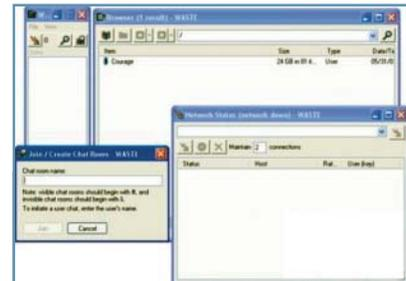 W...
File View
0
Browser (1 result) - WASTE
/
Item Size Type Date/Ta
Courage 24 GB in 81 4... User 05/31/0
Network Status (network down) - WASTE
Maintain 2 connections
Status Host Rat... User (key)
Join / Create Chat Room - WASTE
Chat room name:
Note: visible chat rooms should begin with #, and
invisible chat rooms should begin with &.
To initiate a user chat, enter the user's name.
Join Cancel